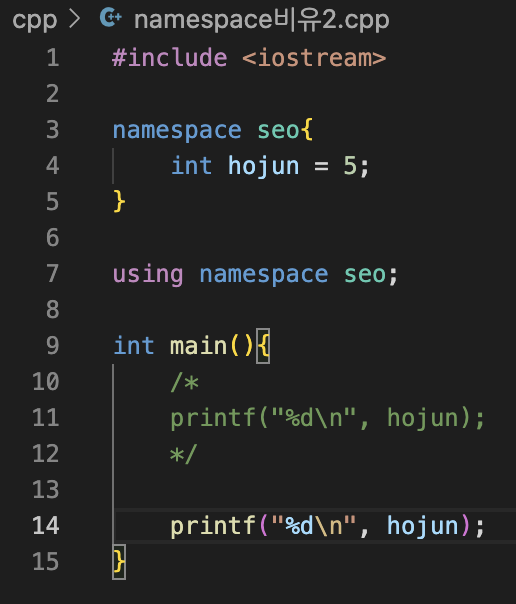 cpp > namespace비유2.cpp
1 #include <iostream>
2
3 namespace seo{
4     int hojun = 5;
5 }
6
7 using namespace seo;
8
9 int main(){
10     /*
11     printf("%d\n", hojun);
12     */
13
14     printf("%d\n", hojun);
15 }